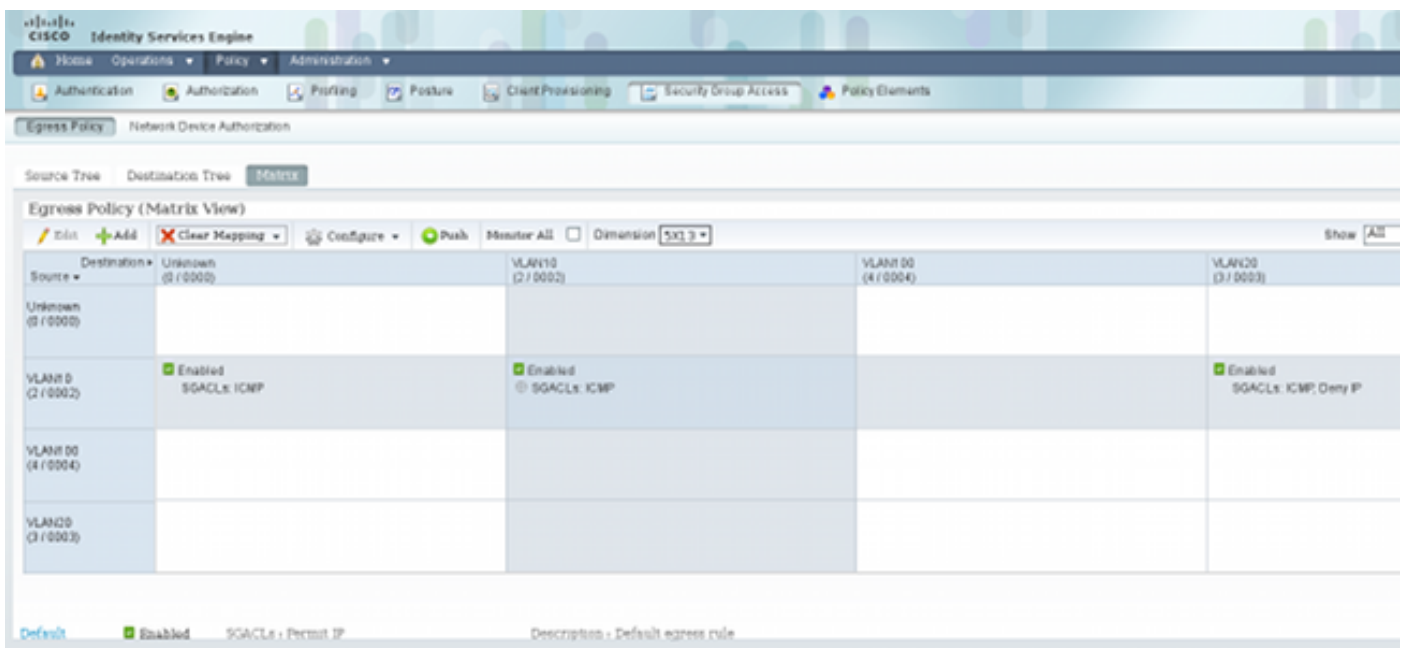 CISCO Identity Services Engine
Home Operations Policy Administration
Authentication Authorization Profiling Posture Client Provisioning Security Group Access Policy Elements
Egress Policy Network Device Authorization
Source Tree Destination Tree Matrix
Egress Policy (Matrix View)
Edit Add Clear Mapping Configure Push Monitor All Dimension 5X13 Show All
Destination Unknown VLAN10 VLAN100 VLAN20
Source (0 / 0000) (2 / 0002) (4 / 0004) (3 / 0003)
Unknown
(0 / 0000)
VLAN10
(2 / 0002)
Enabled Enabled Enabled
SGACLs: ICMP SGACLs: ICMP SGACLs: ICMP, Deny IP
VLAN100
(4 / 0004)
VLAN20
(3 / 0003)
Default Enabled SGACLs : Permit IP Description : Default egress rule